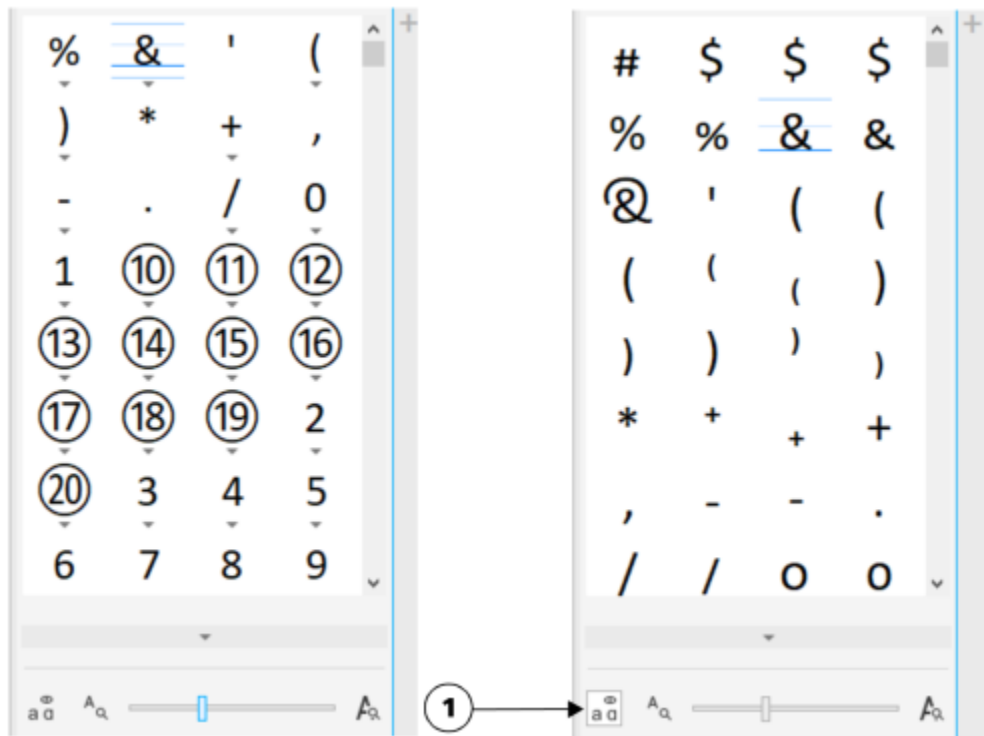 % & ' (
) * + ,
- . / 0
1 ⑩ ⑪ ⑫
⑬ ⑭ ⑮ ⑯
⑰ ⑱ ⑲ 2
⑳ 3 4 5
6 7 8 9
a a A A
# $ $ $
% % & &
& ' ( (
( ( ( )
) ) ) )
* + + +
, - - .
/ / o o
1
a a A A